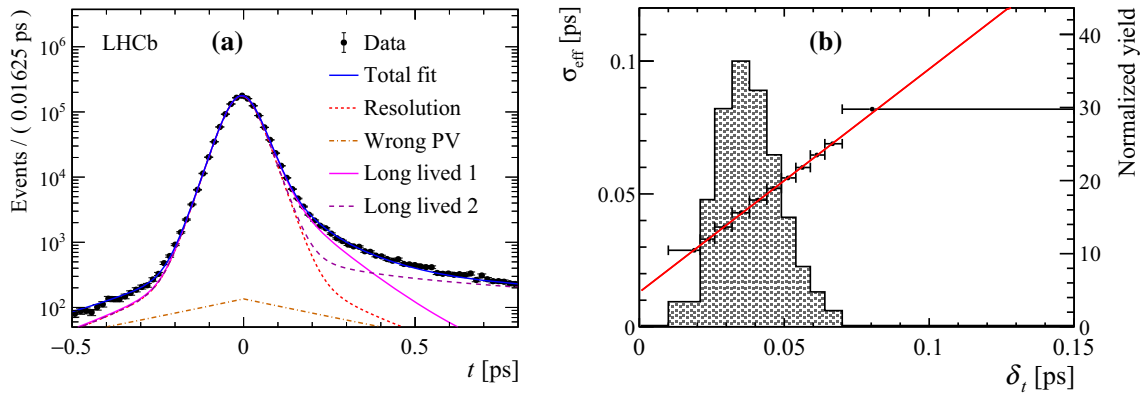 LHCb
(a)
Data
Total fit
Resolution
Wrong PV
Long lived 1
Long lived 2
Events / ( 0.01625 ps )
10⁶
10⁵
10⁴
10³
10²
−0.5
0
0.5
t [ps]
(b)
σeff [ps]
0.1
0.05
0
0
0.05
0.1
0.15
δt [ps]
Normalized yield
40
30
20
10
0